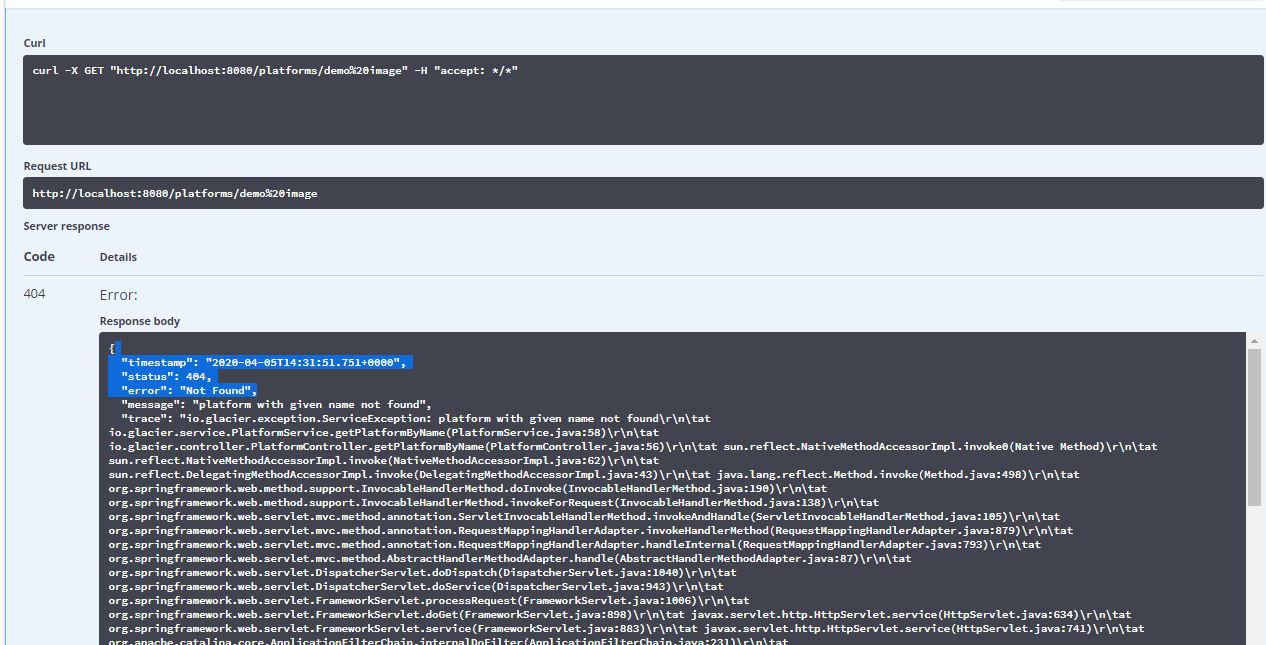 Curl
curl -X GET "http://localhost:8080/platforms/demo%20image" -H "accept: */*"
Request URL
http://localhost:8080/platforms/demo%20image
Server response
Code Details
404 Error:
Response body
{
"timestamp": "2020-04-05T14:31:51.751+0000",
"status": 404,
"error": "Not Found",
"message": "platform with given name not found",
"trace": "io.glacier.exception.ServiceException: platform with given name not found\r\n\tat
io.glacier.service.PlatformService.getPlatformByName(PlatformService.java:58)\r\n\tat
io.glacier.controller.PlatformController.getPlatformByName(PlatformController.java:56)\r\n\tat sun.reflect.NativeMethodAccessorImpl.invoke0(Native Method)\r\n\tat
sun.reflect.NativeMethodAccessorImpl.invoke(NativeMethodAccessorImpl.java:62)\r\n\tat
sun.reflect.DelegatingMethodAccessorImpl.invoke(DelegatingMethodAccessorImpl.java:43)\r\n\tat java.lang.reflect.Method.invoke(Method.java:498)\r\n\tat
org.springframework.web.method.support.InvocableHandlerMethod.doInvoke(InvocableHandlerMethod.java:190)\r\n\tat
org.springframework.web.method.support.InvocableHandlerMethod.invokeForRequest(InvocableHandlerMethod.java:138)\r\n\tat
org.springframework.web.servlet.mvc.method.annotation.ServletInvocableHandlerMethod.invokeAndHandle(ServletInvocableHandlerMethod.java:105)\r\n\tat
org.springframework.web.servlet.mvc.method.annotation.RequestMappingHandlerAdapter.invokeHandlerMethod(RequestMappingHandlerAdapter.java:879)\r\n\tat
org.springframework.web.servlet.mvc.method.annotation.RequestMappingHandlerAdapter.handleInternal(RequestMappingHandlerAdapter.java:793)\r\n\tat
org.springframework.web.servlet.mvc.method.AbstractHandlerMethodAdapter.handle(AbstractHandlerMethodAdapter.java:87)\r\n\tat
org.springframework.web.servlet.DispatcherServlet.doDispatch(DispatcherServlet.java:1040)\r\n\tat
org.springframework.web.servlet.DispatcherServlet.doService(DispatcherServlet.java:943)\r\n\tat
org.springframework.web.servlet.FrameworkServlet.processRequest(FrameworkServlet.java:1006)\r\n\tat
org.springframework.web.servlet.FrameworkServlet.doGet(FrameworkServlet.java:898)\r\n\tat javax.servlet.http.HttpServlet.service(HttpServlet.java:634)\r\n\tat
org.springframework.web.servlet.FrameworkServlet.service(FrameworkServlet.java:883)\r\n\tat javax.servlet.http.HttpServlet.service(HttpServlet.java:741)\r\n\tat
org.apache.catalina.core.ApplicationFilterChain.internalDoFilter(ApplicationFilterChain.java:231)\r\n\tat